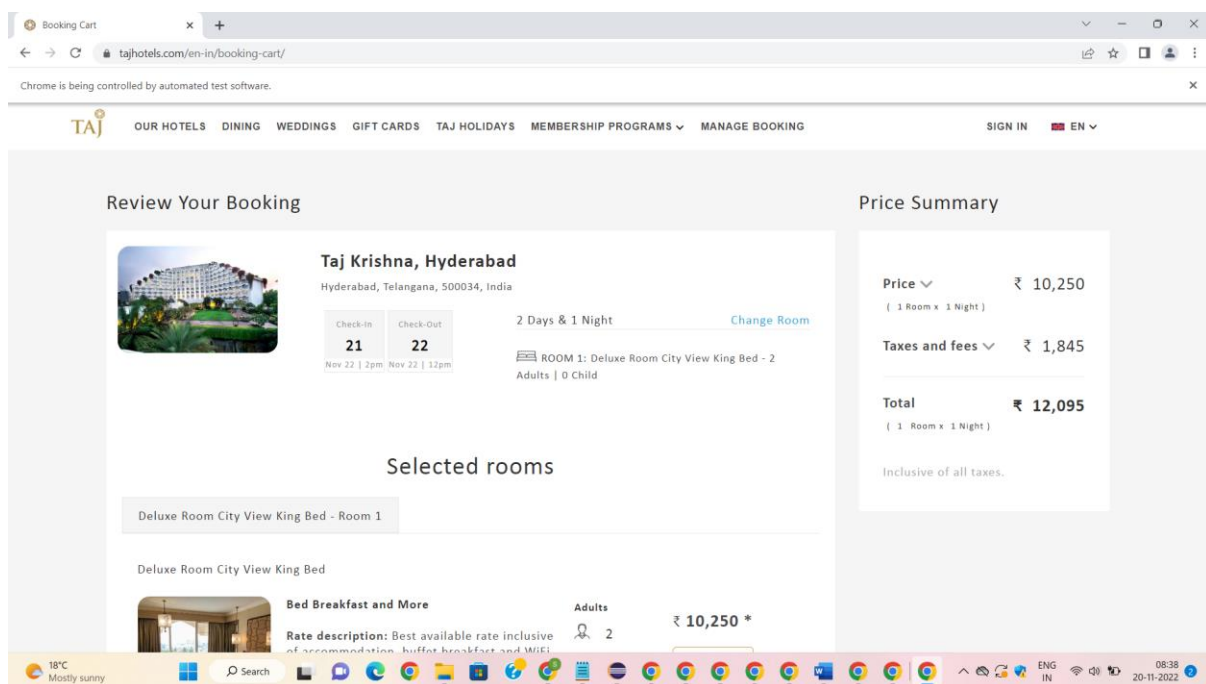 Booking Cart
tajhotels.com/en-in/booking-cart/
Chrome is being controlled by automated test software.
TAJ OUR HOTELS DINING WEDDINGS GIFT CARDS TAJ HOLIDAYS MEMBERSHIP PROGRAMS MANAGE BOOKING SIGN IN EN
Review Your Booking
Taj Krishna, Hyderabad
Hyderabad, Telangana, 500034, India
Check-In Check-Out
21 22
Nov 22 | 2pm Nov 22 | 12pm
2 Days & 1 Night Change Room
ROOM 1: Deluxe Room City View King Bed - 2
Adults | 0 Child
Price Summary
Price ₹ 10,250
( 1 Room x 1 Night )
Taxes and fees ₹ 1,845
Total ₹ 12,095
( 1 Room x 1 Night )
Inclusive of all taxes.
Selected rooms
Deluxe Room City View King Bed - Room 1
Deluxe Room City View King Bed
Bed Breakfast and More
Rate description: Best available rate inclusive
of accommodation, buffet breakfast and WiFi
Adults
2
₹ 10,250 *
18°C
Mostly sunny
Search
ENG
IN
08:38
20-11-2022
2